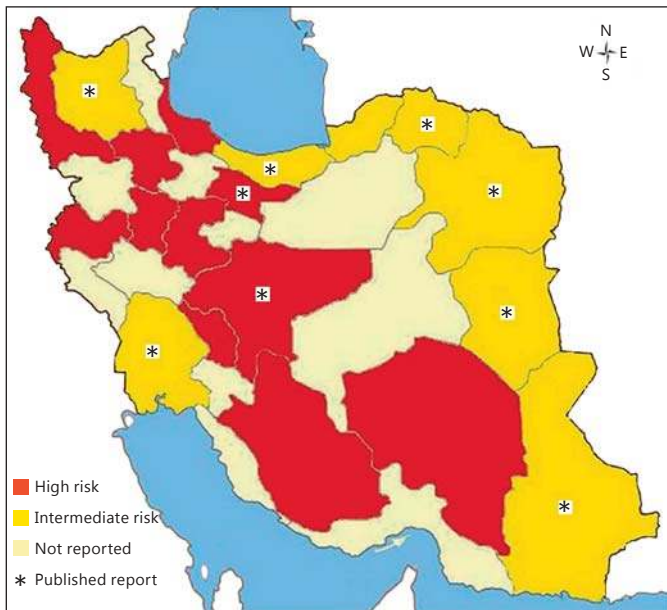 N
W E
S
High risk
Intermediate risk
Not reported
* Published report